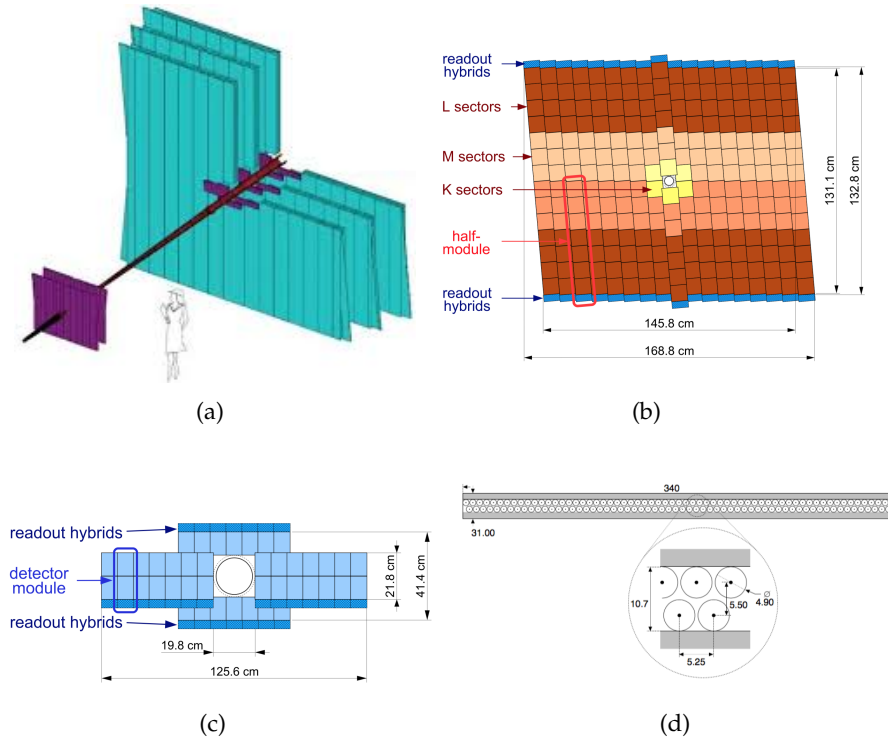 (a)
readout
hybrids
L sectors
M sectors
K sectors
half-
module
readout
hybrids
131.1 cm
132.8 cm
145.8 cm
168.8 cm
(b)
readout hybrids
detector
module
readout hybrids
21.8 cm
41.4 cm
19.8 cm
125.6 cm
(c)
340
31.00
10.7
5.50
∅
4.90
5.25
(d)